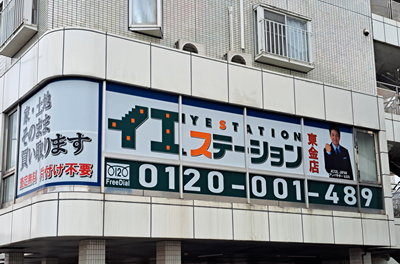 家・土地
そのまま
買い取ります
査定無料 片付け不要
イエステーション
IYESTATION
東金店
0120
FreeDial
0120-001-489